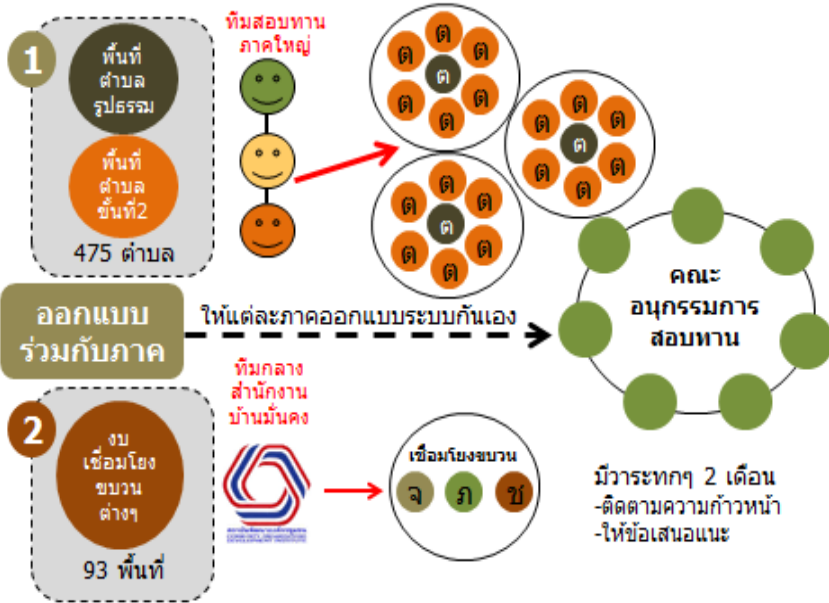 1
พื้นที่
ตำบล
รูปธรรม
พื้นที่
ตำบล
ขั้นที่2
475 ตำบล
ทีมสอบทาน
ภาคใหญ่
ต ต ต ต ต ต ต
ต ต ต ต ต ต ต
ต ต ต ต ต ต ต
คณะ
อนุกรรมการ
สอบทาน
ออกแบบ
ร่วมกับภาค
ให้แต่ละภาคออกแบบระบบกันเอง
2
งบ
เชื่อมโยง
ขบวน
ต่างๆ
93 พื้นที่
ทีมกลาง
สำนักงาน
บ้านมั่นคง
เชื่อมโยงขบวน
จ ภ ช
มีวาระทุกๆ 2 เดือน
-ติดตามความก้าวหน้า
-ให้ข้อเสนอแนะ